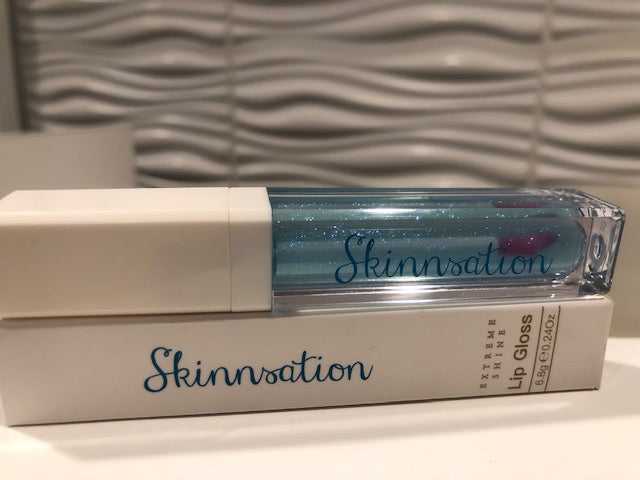 Skinnsation
Skinnsation
EXTREME
SHINE
Lip Gloss
6.8g℮0.24Oz